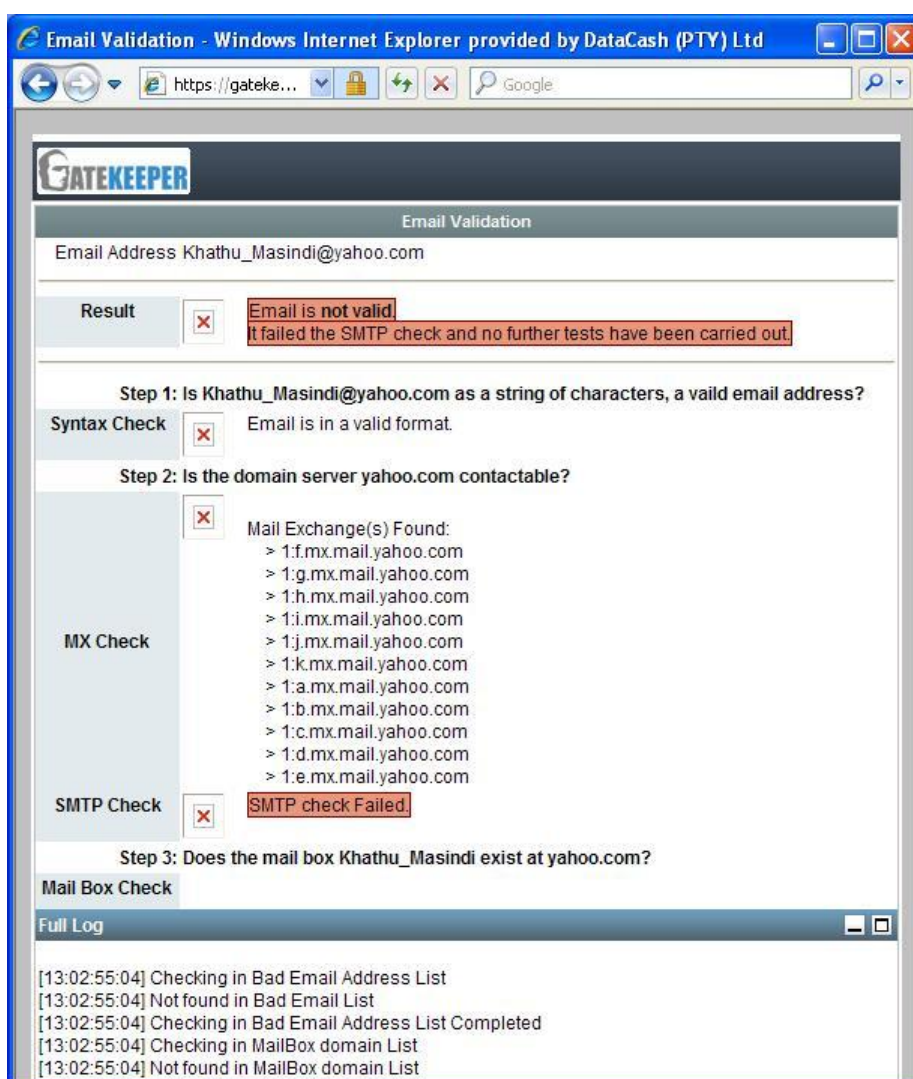 Email Validation - Windows Internet Explorer provided by DataCash (PTY) Ltd
https://gateke...
Google
GATEKEEPER
Email Validation
Email Address Khathu_Masindi@yahoo.com
Result
Email is not valid.
It failed the SMTP check and no further tests have been carried out.
Step 1: Is Khathu_Masindi@yahoo.com as a string of characters, a vaild email address?
Syntax Check
Email is in a valid format.
Step 2: Is the domain server yahoo.com contactable?
MX Check
Mail Exchange(s) Found:
> 1:f.mx.mail.yahoo.com
> 1:g.mx.mail.yahoo.com
> 1:h.mx.mail.yahoo.com
> 1:i.mx.mail.yahoo.com
> 1:j.mx.mail.yahoo.com
> 1:k.mx.mail.yahoo.com
> 1:a.mx.mail.yahoo.com
> 1:b.mx.mail.yahoo.com
> 1:c.mx.mail.yahoo.com
> 1:d.mx.mail.yahoo.com
> 1:e.mx.mail.yahoo.com
SMTP Check
SMTP check Failed.
Step 3: Does the mail box Khathu_Masindi exist at yahoo.com?
Mail Box Check
Full Log
[13:02:55:04] Checking in Bad Email Address List
[13:02:55:04] Not found in Bad Email List
[13:02:55:04] Checking in Bad Email Address List Completed
[13:02:55:04] Checking in MailBox domain List
[13:02:55:04] Not found in MailBox domain List